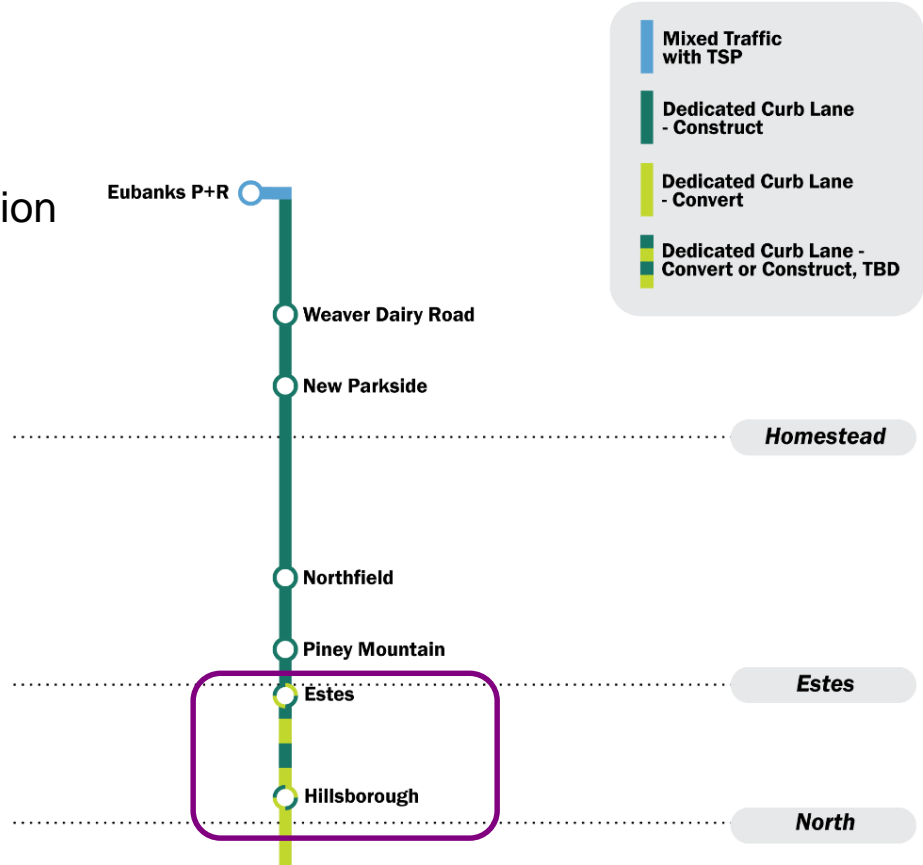 Mixed Traffic
with TSP
Dedicated Curb Lane
- Construct
Dedicated Curb Lane
- Convert
Dedicated Curb Lane -
Convert or Construct, TBD
ion
Eubanks P+R
Weaver Dairy Road
New Parkside
Homestead
Northfield
Piney Mountain
Estes
Estes
Hillsborough
North